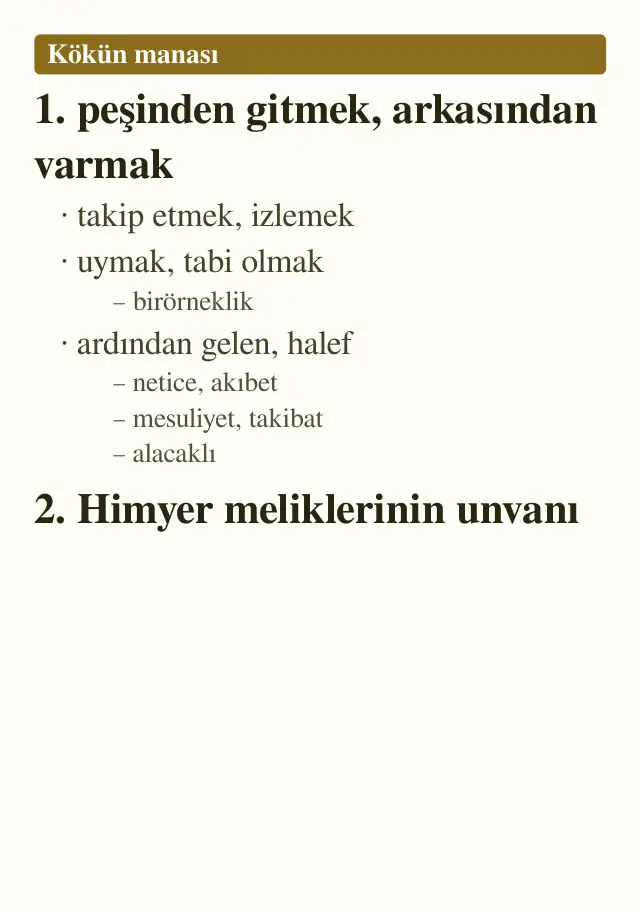 Kökün manası
1. peşinden gitmek, arkasından
varmak
· takip etmek, izlemek
· uymak, tabi olmak
– birörneklik
· ardından gelen, halef
– netice, akıbet
– mesuliyet, takibat
– alacaklı
2. Himyer meliklerinin unvanı